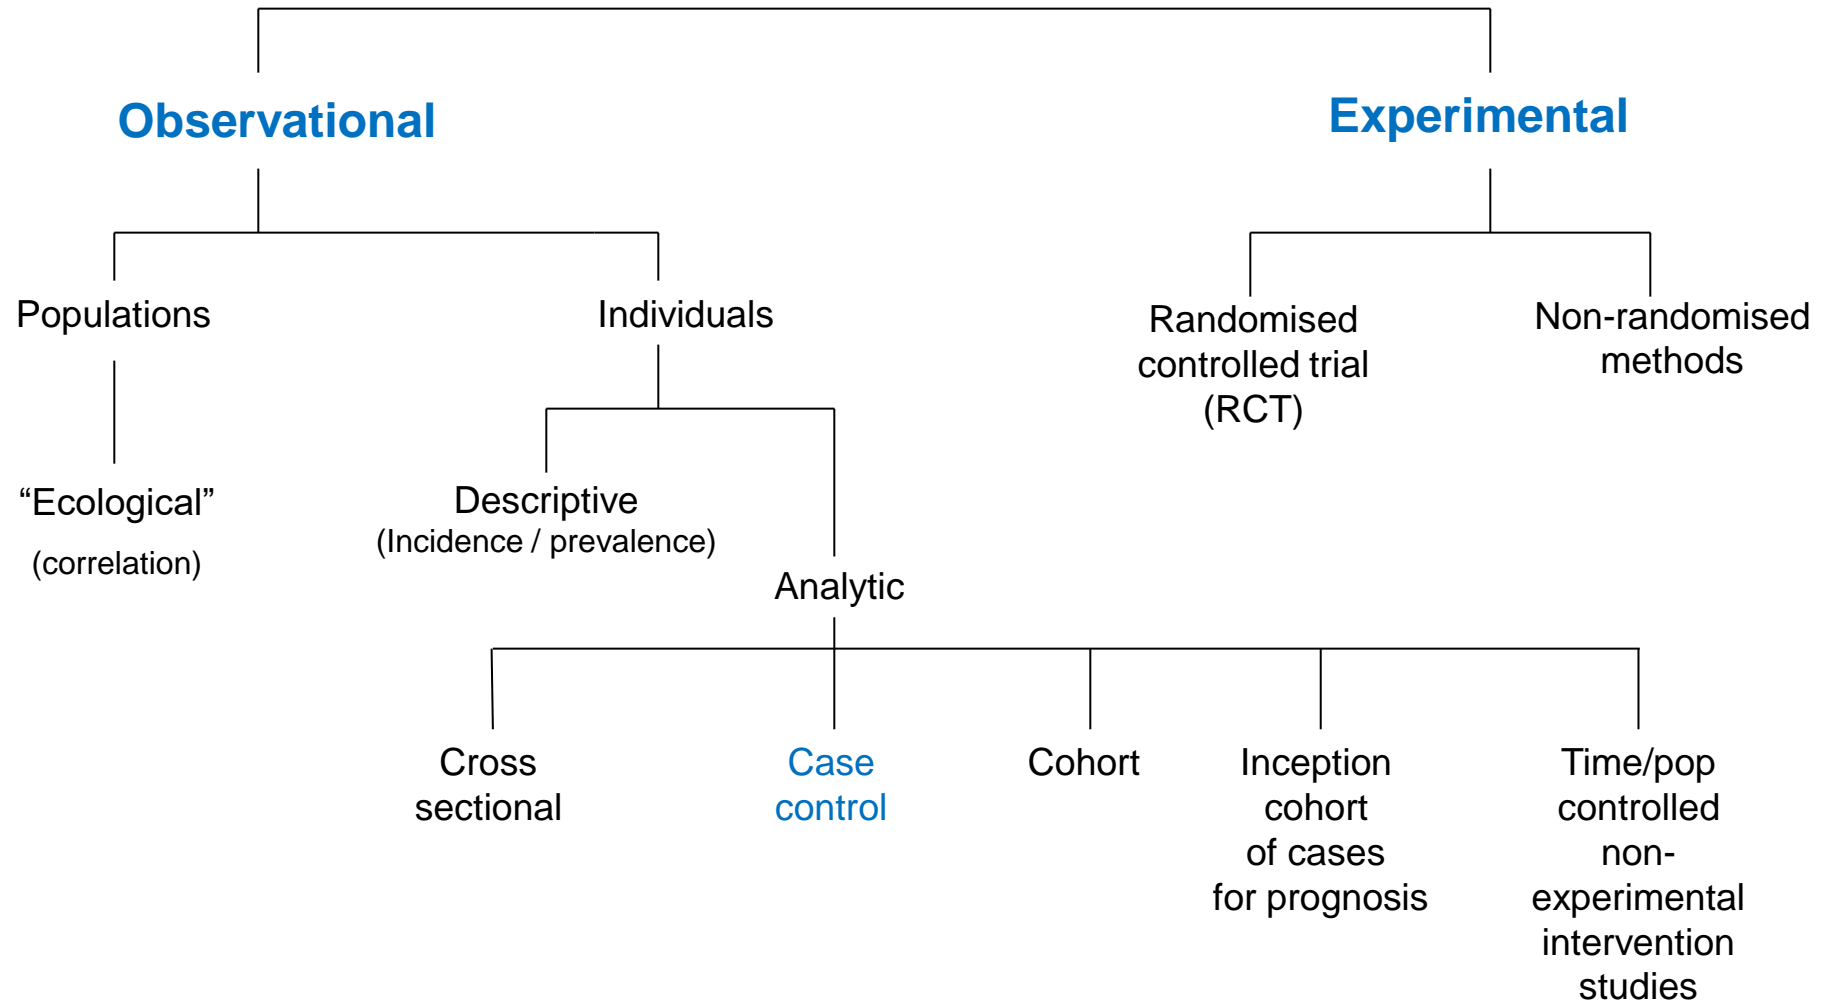 Observational
Experimental
Populations
Individuals
Randomised
controlled trial
(RCT)
Non-randomised
methods
“Ecological”
(correlation)
Descriptive
(Incidence / prevalence)
Analytic
Cross
sectional
Case
control
Cohort
Inception
cohort
of cases
for prognosis
Time/pop
controlled
non-
experimental
intervention
studies